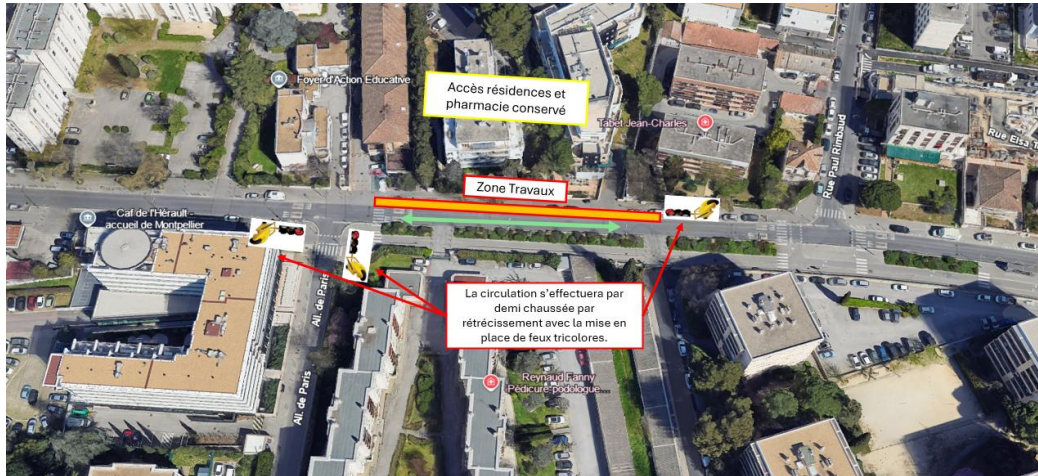 Foyer d'Action Educative
Accès résidences et
pharmacie conservé
Tabet Jean-Charles
Rue Paul Rimbaud
Rue Elsa T
Zone Travaux
Caf de l'Hérault -
accueil de Montpellier
All. de Paris
All. de Paris
La circulation s'effectuera par
demi chaussée par
rétrécissement avec la mise en
place de feux tricolores.
Reynaud Fanny
Pédicure-podologue...